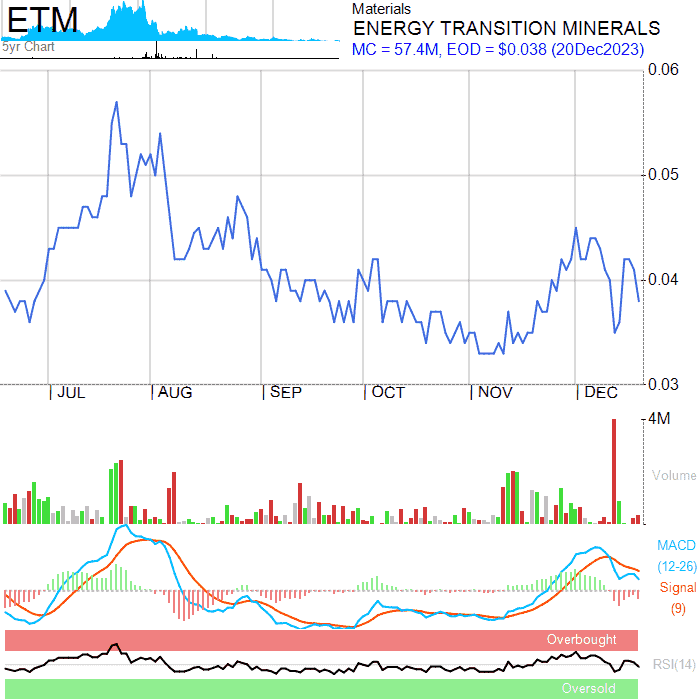 ETM
5yr Chart
Materials
ENERGY TRANSITION MINERALS
MC = 57.4M, EOD = $0.038 (20Dec2023)
0.06
0.05
0.04
0.03
JUL AUG SEP OCT NOV DEC
4M
Volume
MACD
(12-26)
Signal
(9)
Overbought
RSI(14)
Oversold